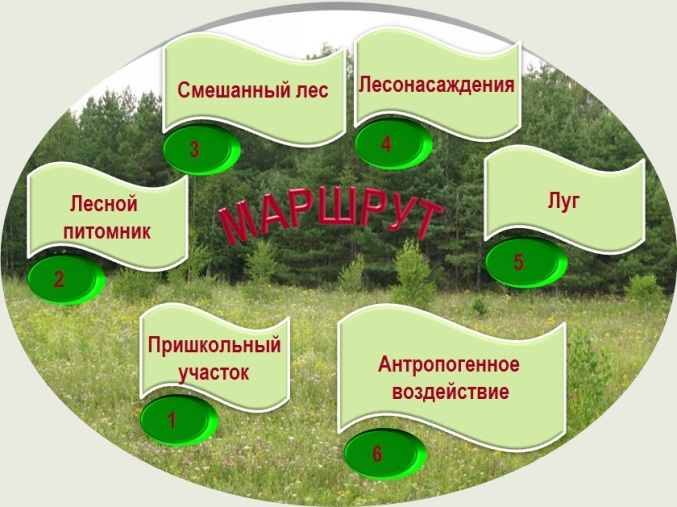 Смешанный лес
3
Лесонасаждения
4
МАРШРУТ
Лесной
питомник
2
Луг
5
Пришкольный
участок
1
Антропогенное
воздействие
6